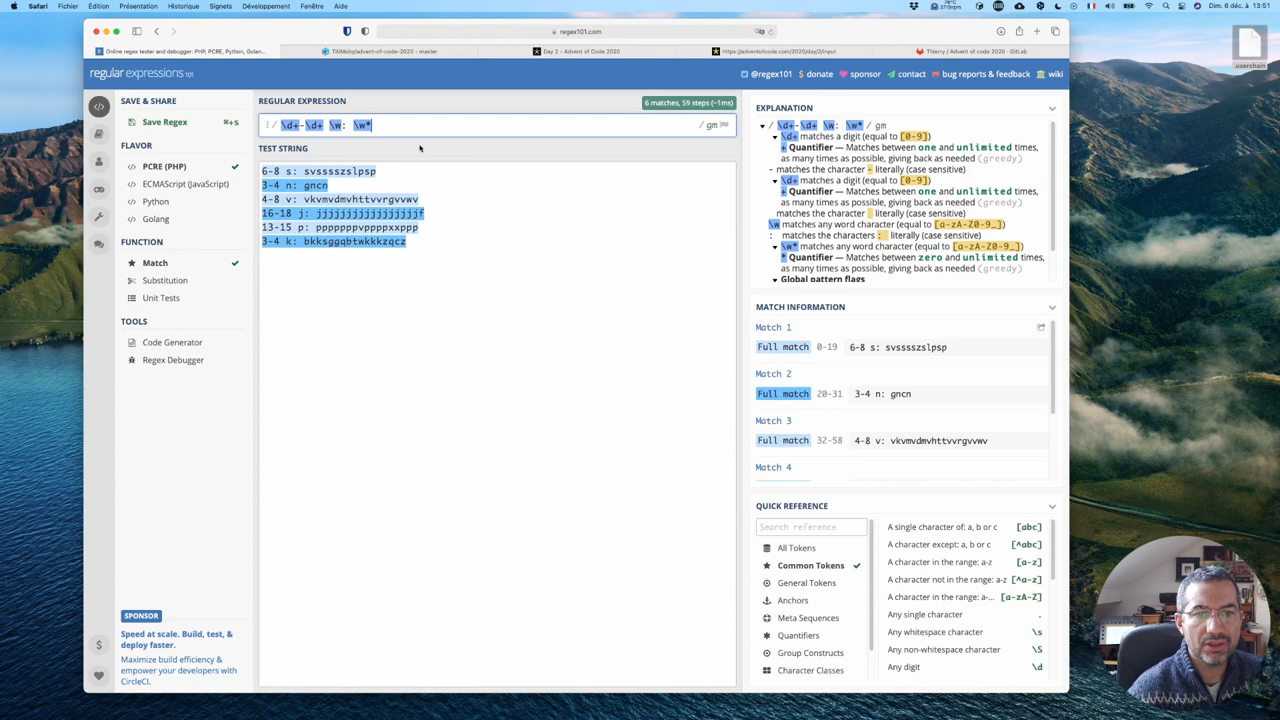 Safari Fichier Édition Présentation Historique Signets Développement Fenêtre Aide
76°C
Dim. 6 déc. à 13:51
regex101.com
Online regex tester and debugger: PHP, PCRE, Python, Golan...
TikiMoby/advent-of-code-2020 - master
Day 2 - Advent of Code 2020
https://adventofcode.com/2020/day/2/input
Thierry / Advent of code 2020 · GitLab
regular expressions 101
@regex101 donate sponsor contact bug reports & feedback wiki
SAVE & SHARE
Save Regex ⌘+S
FLAVOR
PCRE (PHP)
ECMAScript (JavaScript)
Python
Golang
FUNCTION
Match
Substitution
Unit Tests
TOOLS
Code Generator
Regex Debugger
SPONSOR
Speed at scale. Build, test, & deploy faster.
Maximize build efficiency & empower your developers with CircleCI.
REGULAR EXPRESSION
6 matches, 59 steps (~1ms)
/ \d+-\d+ \w: \w* / gm
TEST STRING
6-8 s: svsssszslpsp
3-4 n: gncn
4-8 v: vkvmvdmvhttvvrgvvwv
16-18 j: jjjjjjjjjjjjjjjjjf
13-15 p: pppppppvppppxxppp
3-4 k: bkksggqbtwkkkzqcz
EXPLANATION
/ \d+-\d+ \w: \w* / gm
\d+ matches a digit (equal to [0-9])
+ Quantifier — Matches between one and unlimited times,
as many times as possible, giving back as needed (greedy)
- matches the character - literally (case sensitive)
\d+ matches a digit (equal to [0-9])
+ Quantifier — Matches between one and unlimited times,
as many times as possible, giving back as needed (greedy)
matches the character literally (case sensitive)
\w matches any word character (equal to [a-zA-Z0-9_])
: matches the characters : literally (case sensitive)
\w* matches any word character (equal to [a-zA-Z0-9_])
* Quantifier — Matches between zero and unlimited times,
as many times as possible, giving back as needed (greedy)
Global pattern flags
MATCH INFORMATION
Match 1
Full match 0-19 6-8 s: svsssszslpsp
Match 2
Full match 20-31 3-4 n: gncn
Match 3
Full match 32-58 4-8 v: vkvmvdmvhttvvrgvvwv
Match 4
QUICK REFERENCE
Search reference
All Tokens
Common Tokens
General Tokens
Anchors
Meta Sequences
Quantifiers
Group Constructs
Character Classes
A single character of: a, b or c [abc]
A character except: a, b or c [^abc]
A character in the range: a-z [a-z]
A character not in the range: a-z [^a-z]
A character in the range: a-... [a-zA-Z]
Any single character .
Any whitespace character \s
Any non-whitespace character \S
Any digit \d
userchain